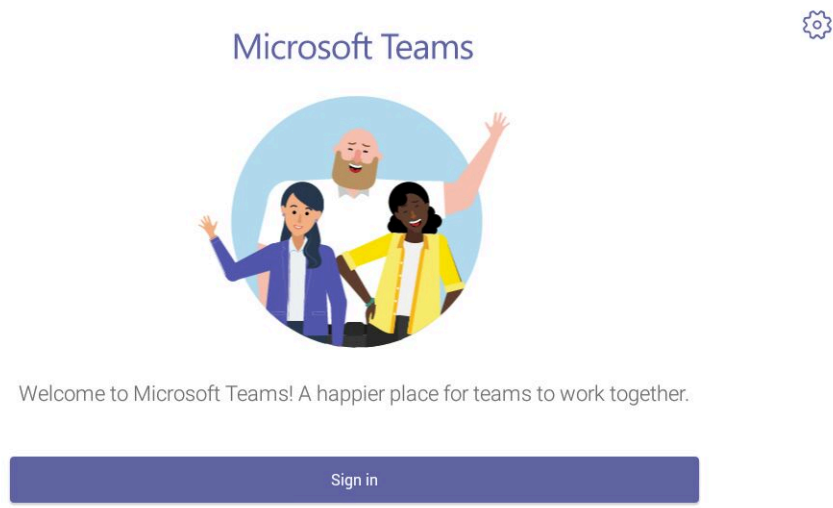 Microsoft Teams
Welcome to Microsoft Teams! A happier place for teams to work together.
Sign in